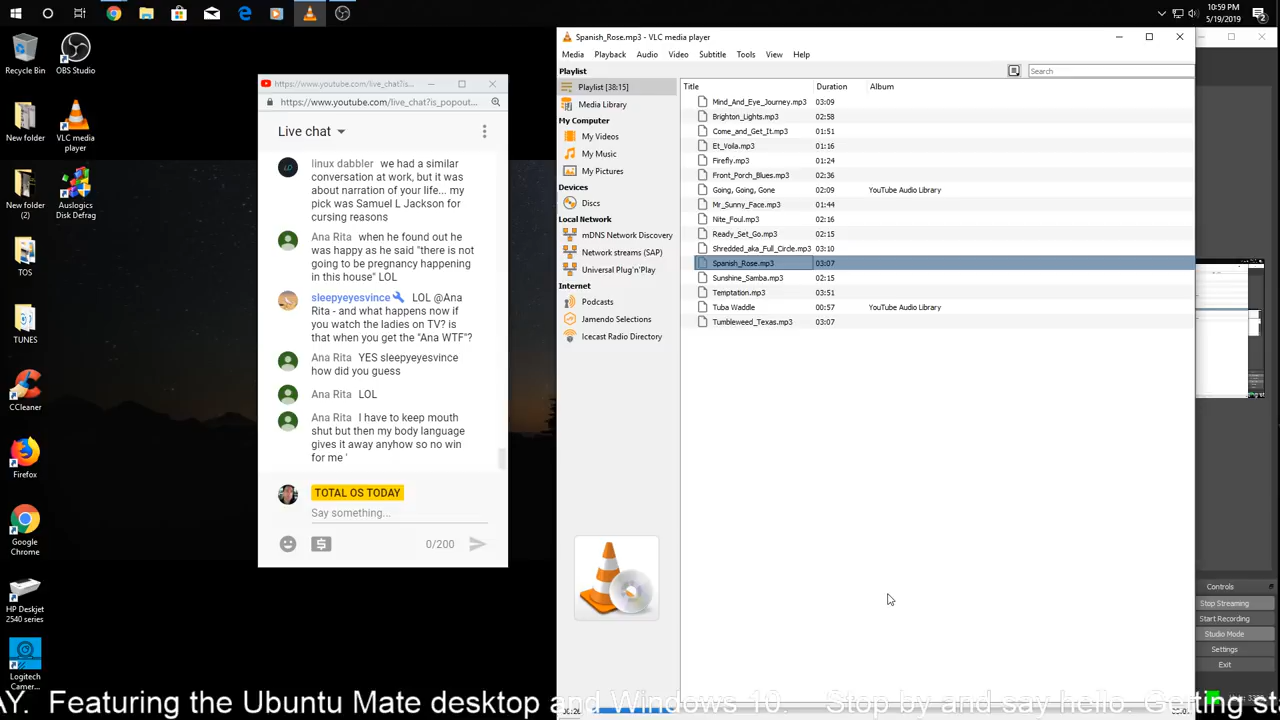 10:59 PM
5/19/2019
2
Recycle Bin
OBS Studio
New folder
VLC media
player
New folder
(2)
Auslogics
Disk Defrag
TOS
TUNES
CCleaner
Firefox
Google
Chrome
HP Deskjet
2540 series
Logitech
Camer...
https://www.youtube.com/live_chat?is...
https://www.youtube.com/live_chat?is_popout...
Live chat
linux dabbler we had a similar
conversation at work, but it was
about narration of your life... my
pick was Samuel L Jackson for
cursing reasons
Ana Rita when he found out he
was happy as he said "there is not
going to be pregnancy happening
in this house" LOL
sleepyeyesvince LOL @Ana
Rita - and what happens now if
you watch the ladies on TV? is
that when you get the "Ana WTF"?
Ana Rita YES sleepyeyesvince
how did you guess
Ana Rita LOL
Ana Rita I have to keep mouth
shut but then my body language
gives it away anyhow so no win
for me '
TOTAL OS TODAY
Say something...
0/200
Spanish_Rose.mp3 - VLC media player
Media Playback Audio Video Subtitle Tools View Help
Playlist
Search
Playlist [38:15]
Media Library
My Computer
My Videos
My Music
My Pictures
Devices
Discs
Local Network
mDNS Network Discovery
Network streams (SAP)
Universal Plug'n'Play
Internet
Podcasts
Jamendo Selections
Icecast Radio Directory
Title Duration Album
Mind_And_Eye_Journey.mp3 03:09
Brighton_Lights.mp3 02:58
Come_and_Get_It.mp3 01:51
Et_Voila.mp3 01:16
Firefly.mp3 01:24
Front_Porch_Blues.mp3 02:36
Going, Going, Gone 02:09 YouTube Audio Library
Mr_Sunny_Face.mp3 01:44
Nite_Foul.mp3 02:16
Ready_Set_Go.mp3 02:15
Shredded_aka_Full_Circle.mp3 03:10
Spanish_Rose.mp3 03:07
Sunshine_Samba.mp3 02:15
Temptation.mp3 03:51
Tuba Waddle 00:57 YouTube Audio Library
Tumbleweed_Texas.mp3 03:07
Controls
Stop Streaming
Start Recording
Studio Mode
Settings
Exit
AY. Featuring the Ubuntu Mate desktop and Windows 10. Stop by and say hello. Getting st